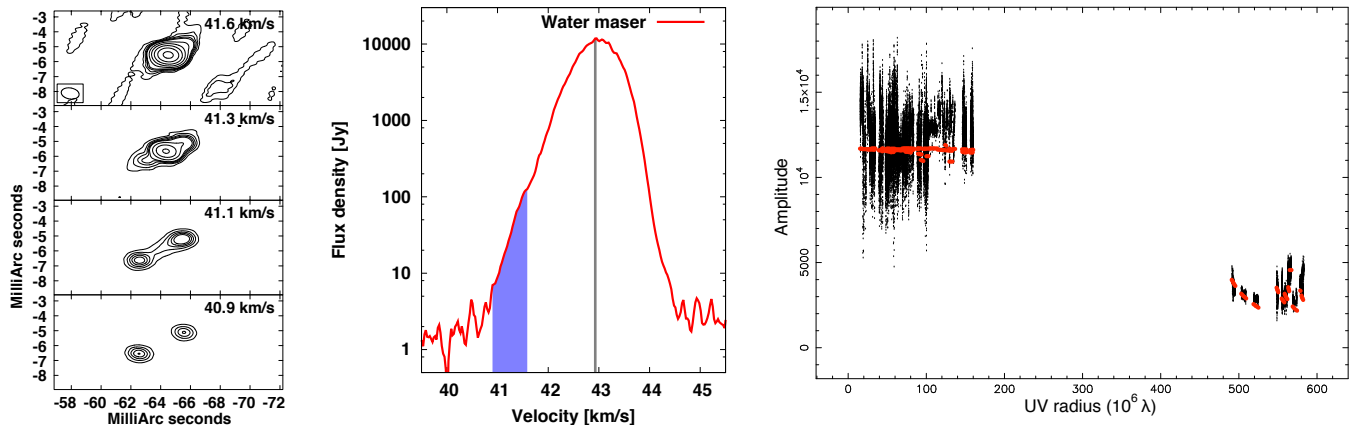 41.6 km/s
-3
-4
-5
-6
-7
-8
41.3 km/s
-3
-4
-5
-6
-7
-8
41.1 km/s
-3
-4
-5
-6
-7
-8
40.9 km/s
-3
-4
-5
-6
-7
-8
MilliArc seconds
-58 -60 -62 -64 -66 -68 -70 -72
MilliArc seconds
Water maser
10000
1000
100
10
1
Flux density [Jy]
40 41 42 43 44 45
Velocity [km/s]
1.5×10⁴
10⁴
5000
0
Amplitude
0 100 200 300 400 500 600
UV radius (10⁶ λ)